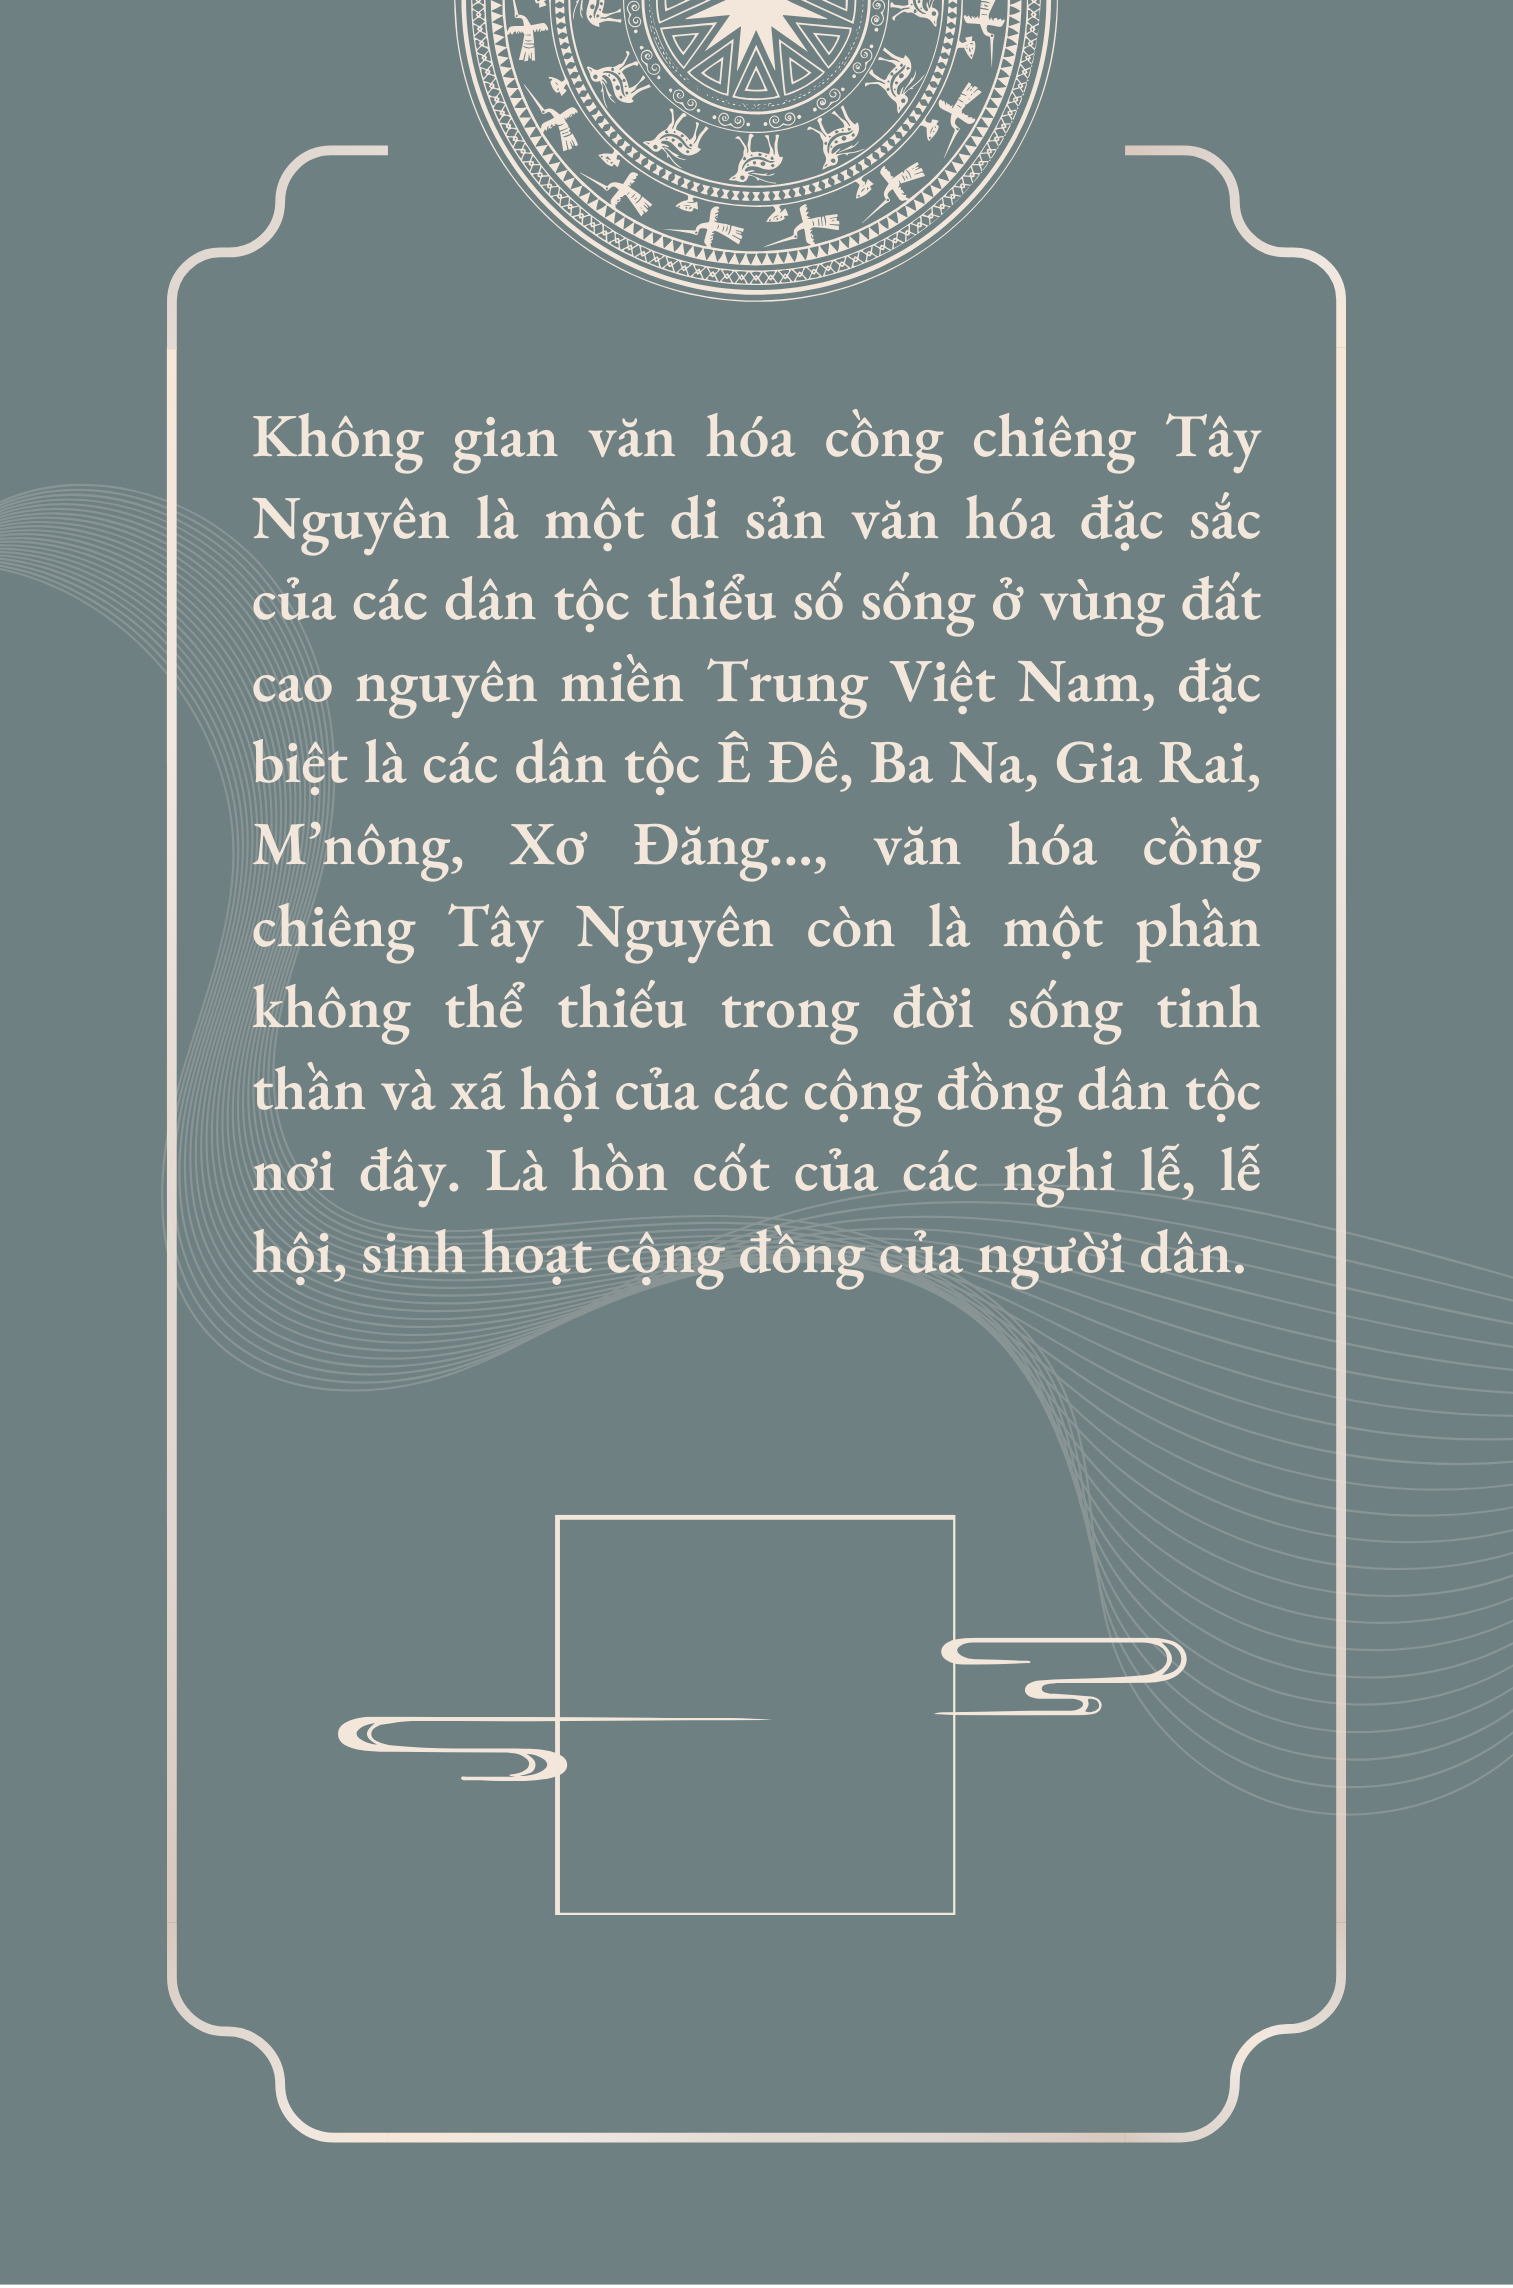 Không gian văn hóa cồng chiêng Tây
Nguyên là một di sản văn hóa đặc sắc
của các dân tộc thiểu số sống ở vùng đất
cao nguyên miền Trung Việt Nam, đặc
biệt là các dân tộc Ê Đê, Ba Na, Gia Rai,
M’nông, Xơ Đăng..., văn hóa cồng
chiêng Tây Nguyên còn là một phần
không thể thiếu trong đời sống tinh
thần và xã hội của các cộng đồng dân tộc
nơi đây. Là hồn cốt của các nghi lễ, lễ
hội, sinh hoạt cộng đồng của người dân.